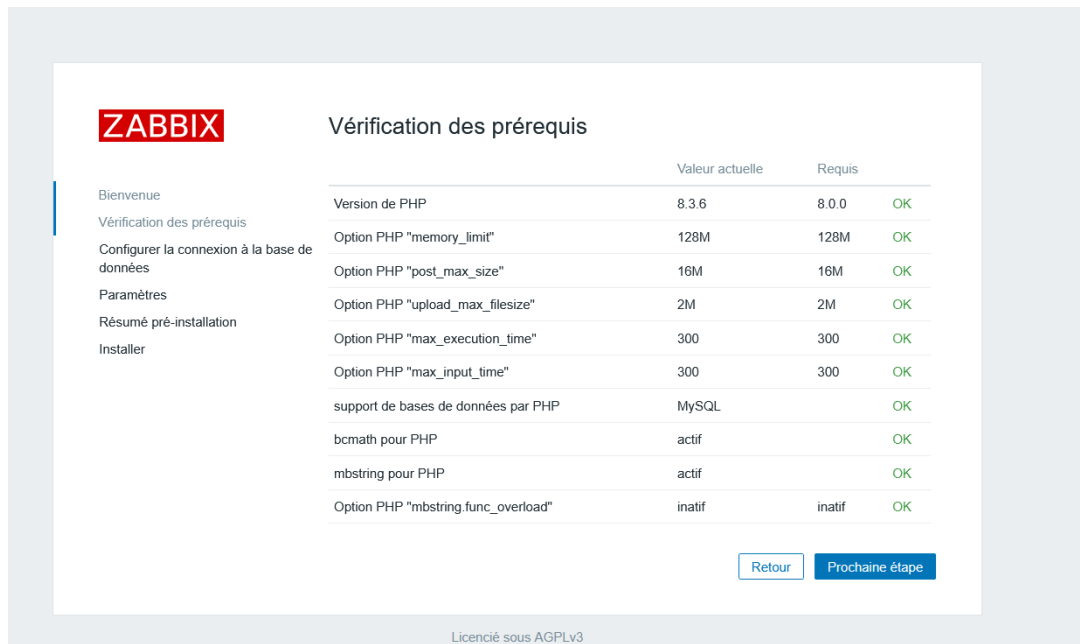 ZABBIX
Vérification des prérequis
Bienvenue
Vérification des prérequis
Configurer la connexion à la base de
données
Paramètres
Résumé pré-installation
Installer
Valeur actuelle Requis
Version de PHP 8.3.6 8.0.0 OK
Option PHP "memory_limit" 128M 128M OK
Option PHP "post_max_size" 16M 16M OK
Option PHP "upload_max_filesize" 2M 2M OK
Option PHP "max_execution_time" 300 300 OK
Option PHP "max_input_time" 300 300 OK
support de bases de données par PHP MySQL OK
bcmath pour PHP actif OK
mbstring pour PHP actif OK
Option PHP "mbstring.func_overload" inatif inatif OK
Retour Prochaine étape
Licencié sous AGPLv3